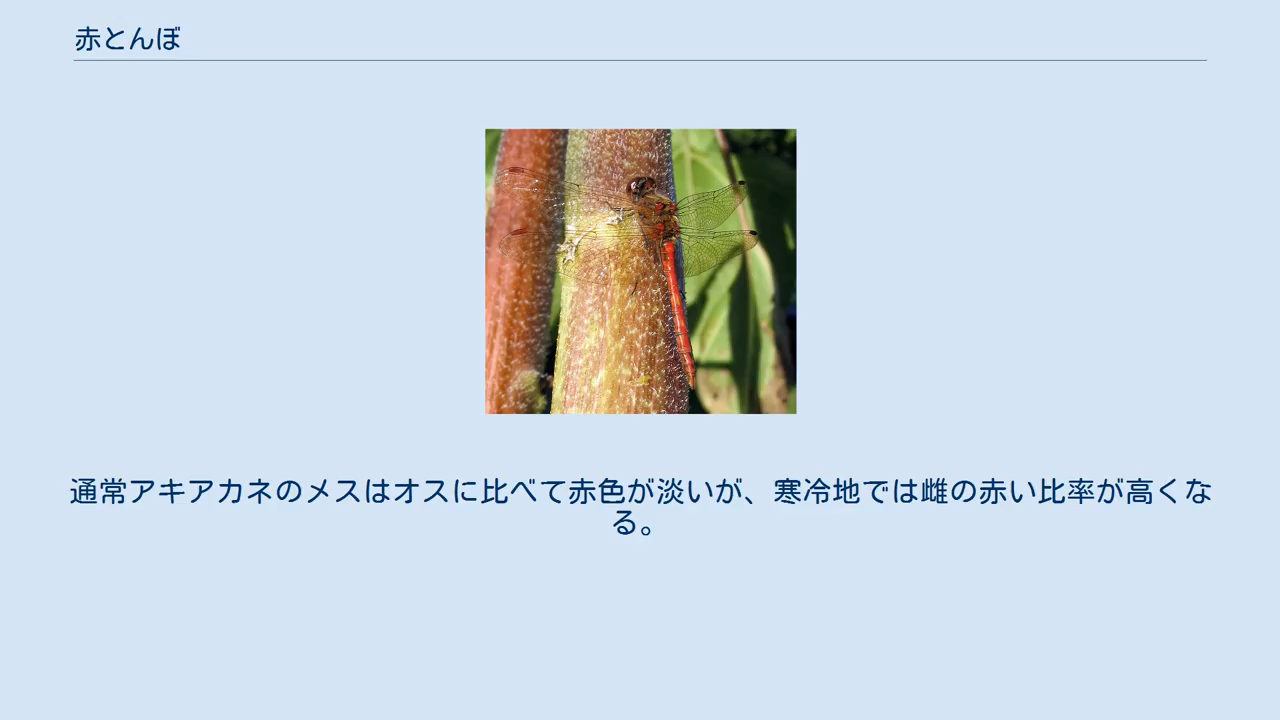 赤とんぼ
通常アキアカネのメスはオスに比べて赤色が淡いが、寒冷地では雌の赤い比率が高くな
る。